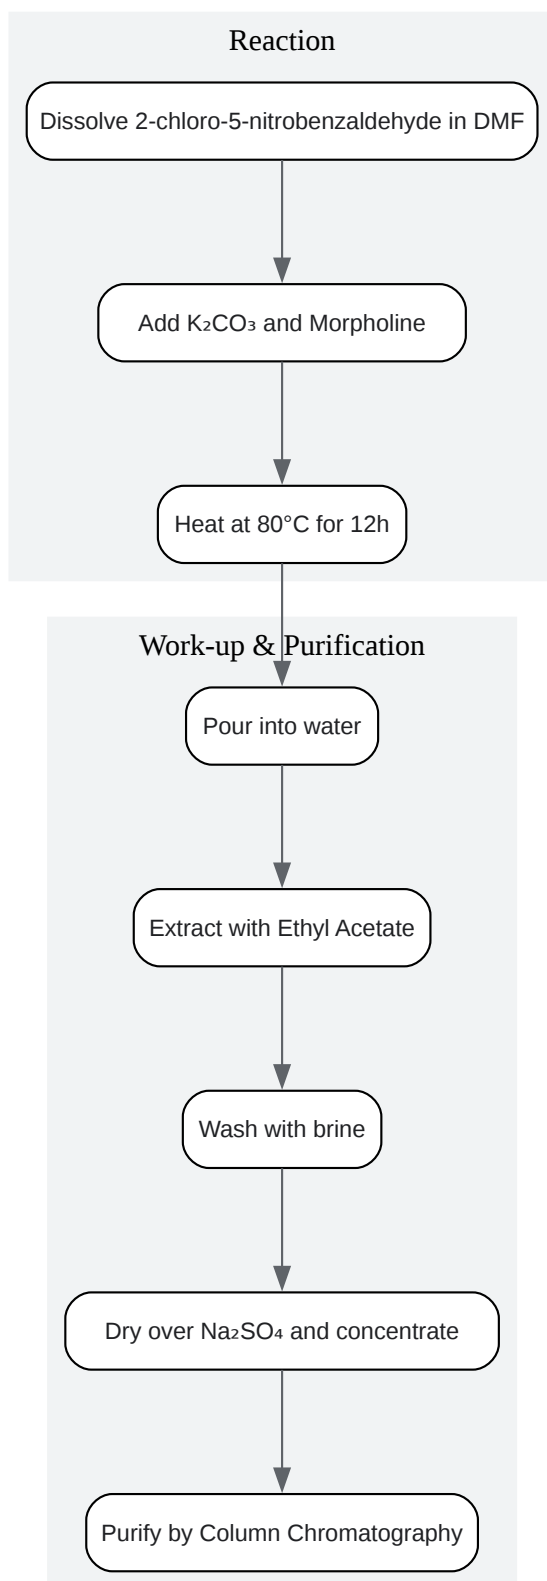 Reaction
Dissolve 2-chloro-5-nitrobenzaldehyde in DMF
Add K₂CO₃ and Morpholine
Heat at 80°C for 12h
Work-up & Purification
Pour into water
Extract with Ethyl Acetate
Wash with brine
Dry over Na₂SO₄ and concentrate
Purify by Column Chromatography